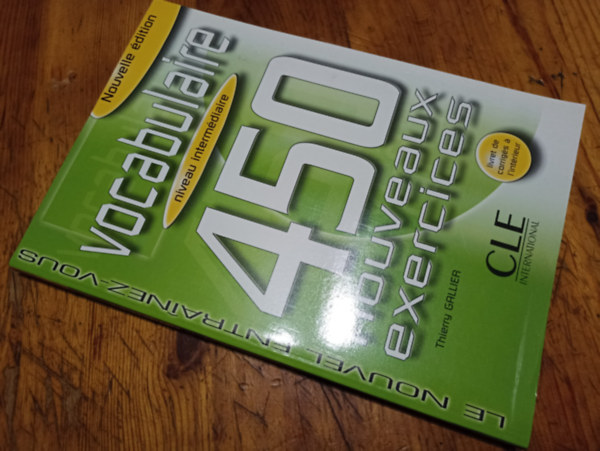 Nouvelle édition
vocabulaire
niveau intermédiaire
450
nouveaux
exercices
livret de
corrigés à
l'intérieur
Thierry GALLIER
CLE
INTERNATIONAL
LE NOUVEL ENTRAINEZ-VOUS